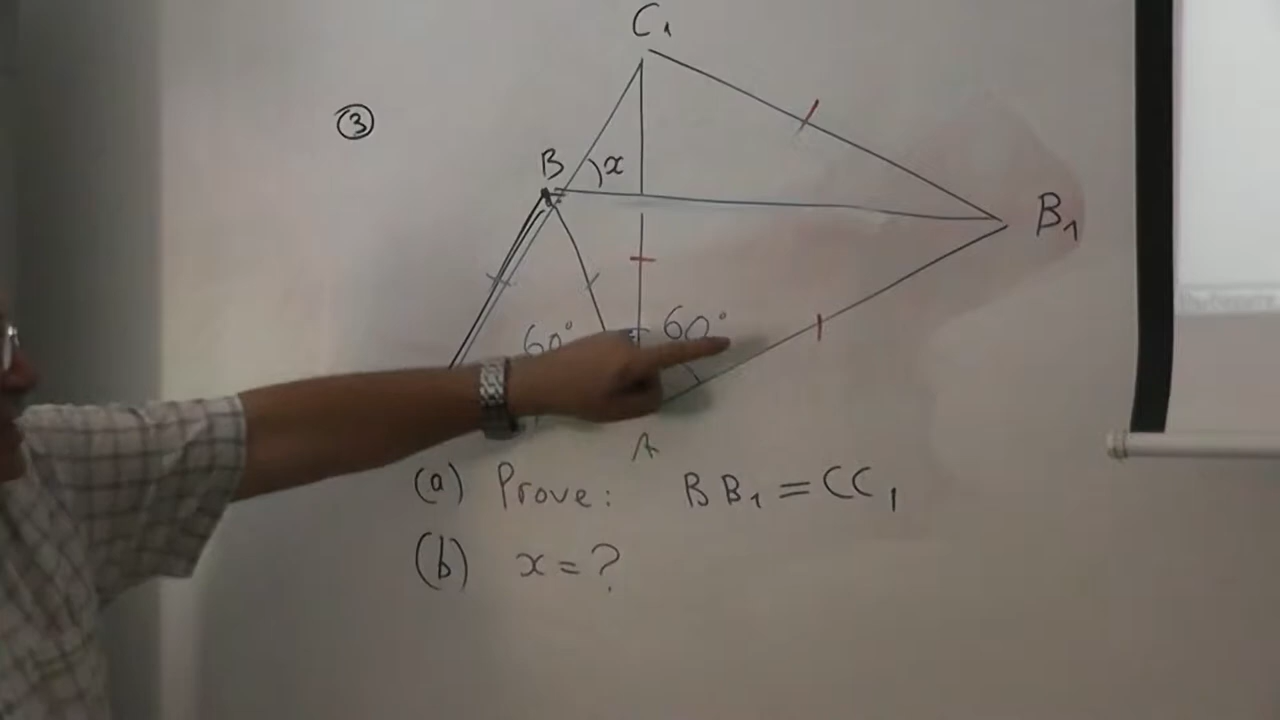 C₁
③
B x
B₁
60° 60°
A
(a) Prove: BB₁ = CC₁
(b) x = ?